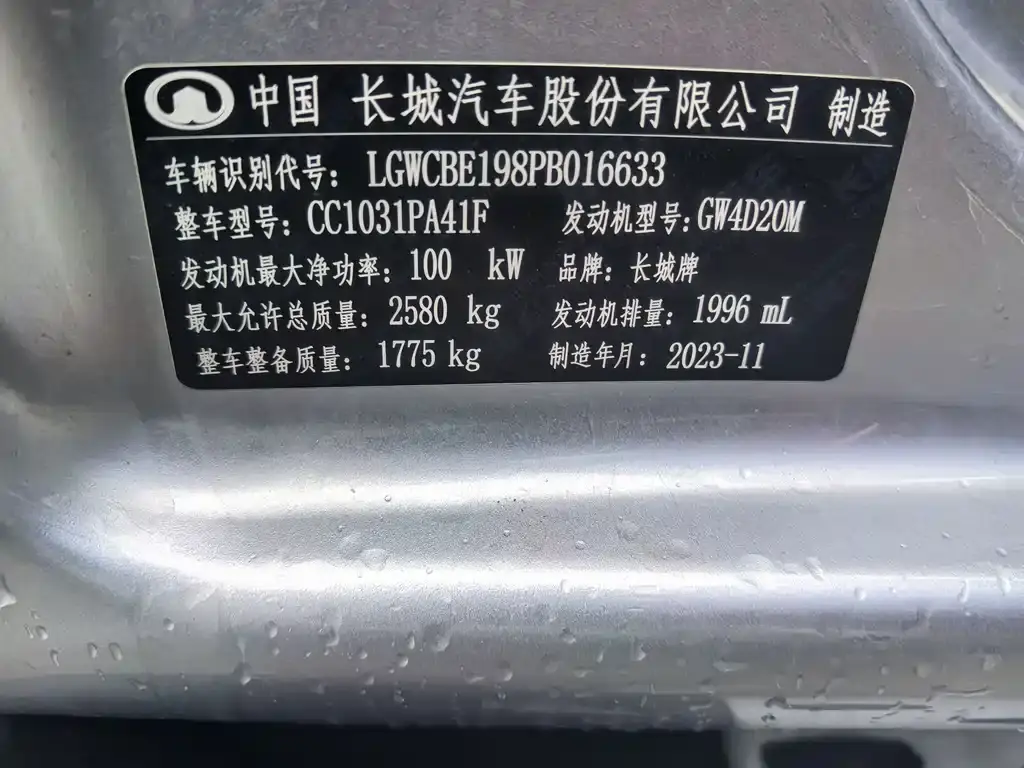 中国 长城汽车股份有限公司 制造
车辆识别代号: LGWCBE198PB016633
整车型号: CC1031PA41F 发动机型号: GW4D20M
发动机最大净功率: 100 kW 品牌: 长城牌
最大允许总质量: 2580 kg 发动机排量: 1996 mL
整车整备质量: 1775 kg 制造年月: 2023-11